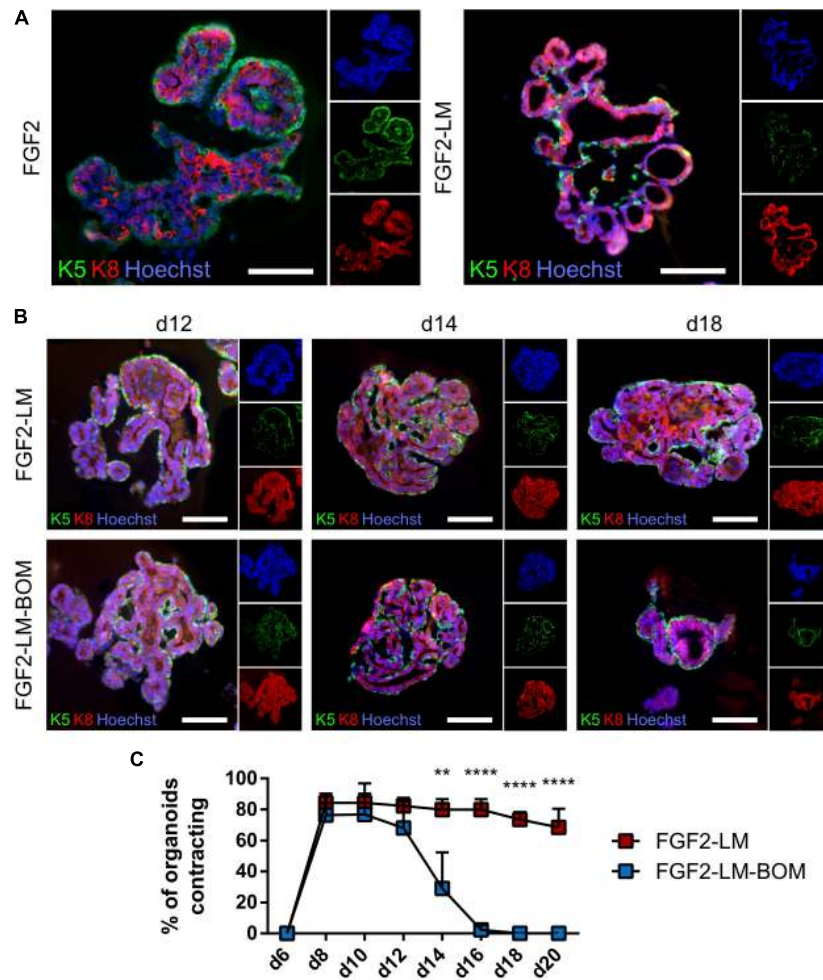 A
FGF2
K5 K8 Hoechst
FGF2-LM
K5 K8 Hoechst
B
d12
d14
d18
FGF2-LM
K5 K8 Hoechst
K5 K8 Hoechst
K5 K8 Hoechst
FGF2-LM-BOM
K5 K8 Hoechst
K5 K8 Hoechst
K5 K8 Hoechst
C
% of organoids
contracting
100
80
60
40
20
0
** **** **** ****
d6 d8 d10 d12 d14 d16 d18 d20
FGF2-LM
FGF2-LM-BOM